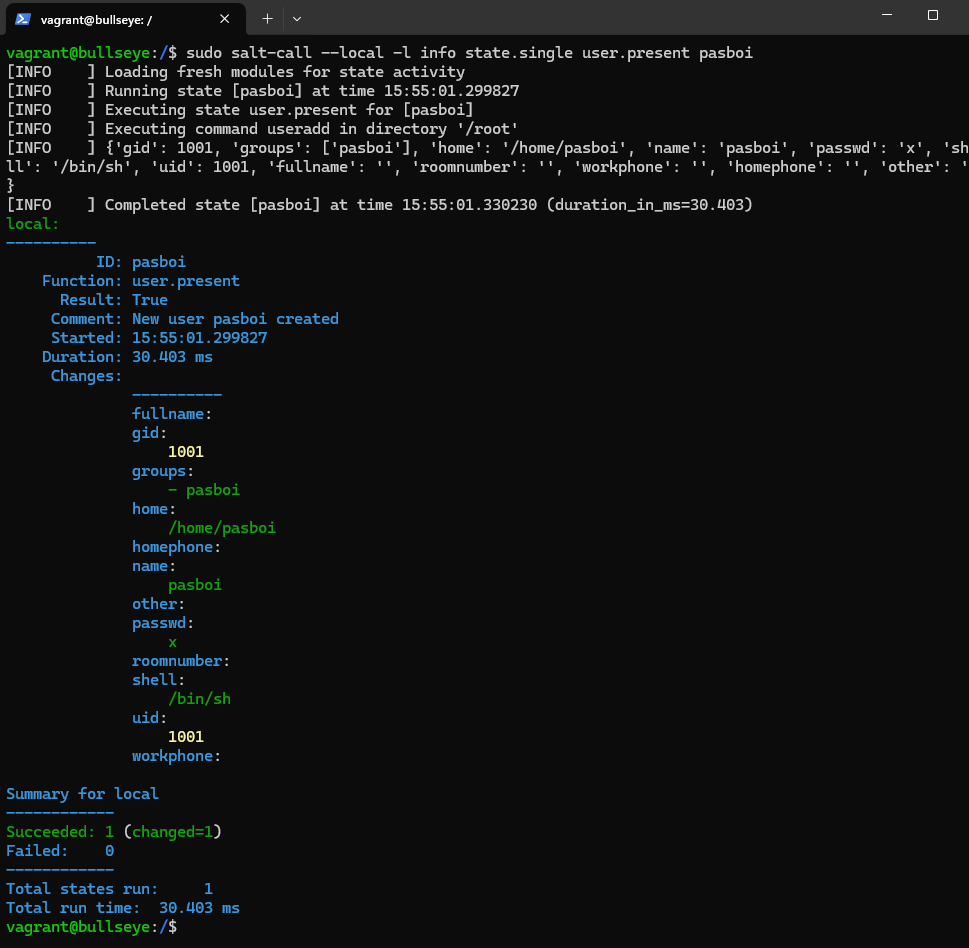 vagrant@bullseye: /
vagrant@bullseye:/$ sudo salt-call --local -l info state.single user.present pasboi
[INFO    ] Loading fresh modules for state activity
[INFO    ] Running state [pasboi] at time 15:55:01.299827
[INFO    ] Executing state user.present for [pasboi]
[INFO    ] Executing command useradd in directory '/root'
[INFO    ] {'gid': 1001, 'groups': ['pasboi'], 'home': '/home/pasboi', 'name': 'pasboi', 'passwd': 'x', 'sh
ll': '/bin/sh', 'uid': 1001, 'fullname': '', 'roomnumber': '', 'workphone': '', 'homephone': '', 'other': '
}
[INFO    ] Completed state [pasboi] at time 15:55:01.330230 (duration_in_ms=30.403)
local:
----------
          ID: pasboi
    Function: user.present
      Result: True
     Comment: New user pasboi created
     Started: 15:55:01.299827
    Duration: 30.403 ms
     Changes:
              ----------
              fullname:
              gid:
                  1001
              groups:
                  - pasboi
              home:
                  /home/pasboi
              homephone:
              name:
                  pasboi
              other:
              passwd:
                  x
              roomnumber:
              shell:
                  /bin/sh
              uid:
                  1001
              workphone:
Summary for local
------------
Succeeded: 1 (changed=1)
Failed:    0
------------
Total states run:     1
Total run time:  30.403 ms
vagrant@bullseye:/$